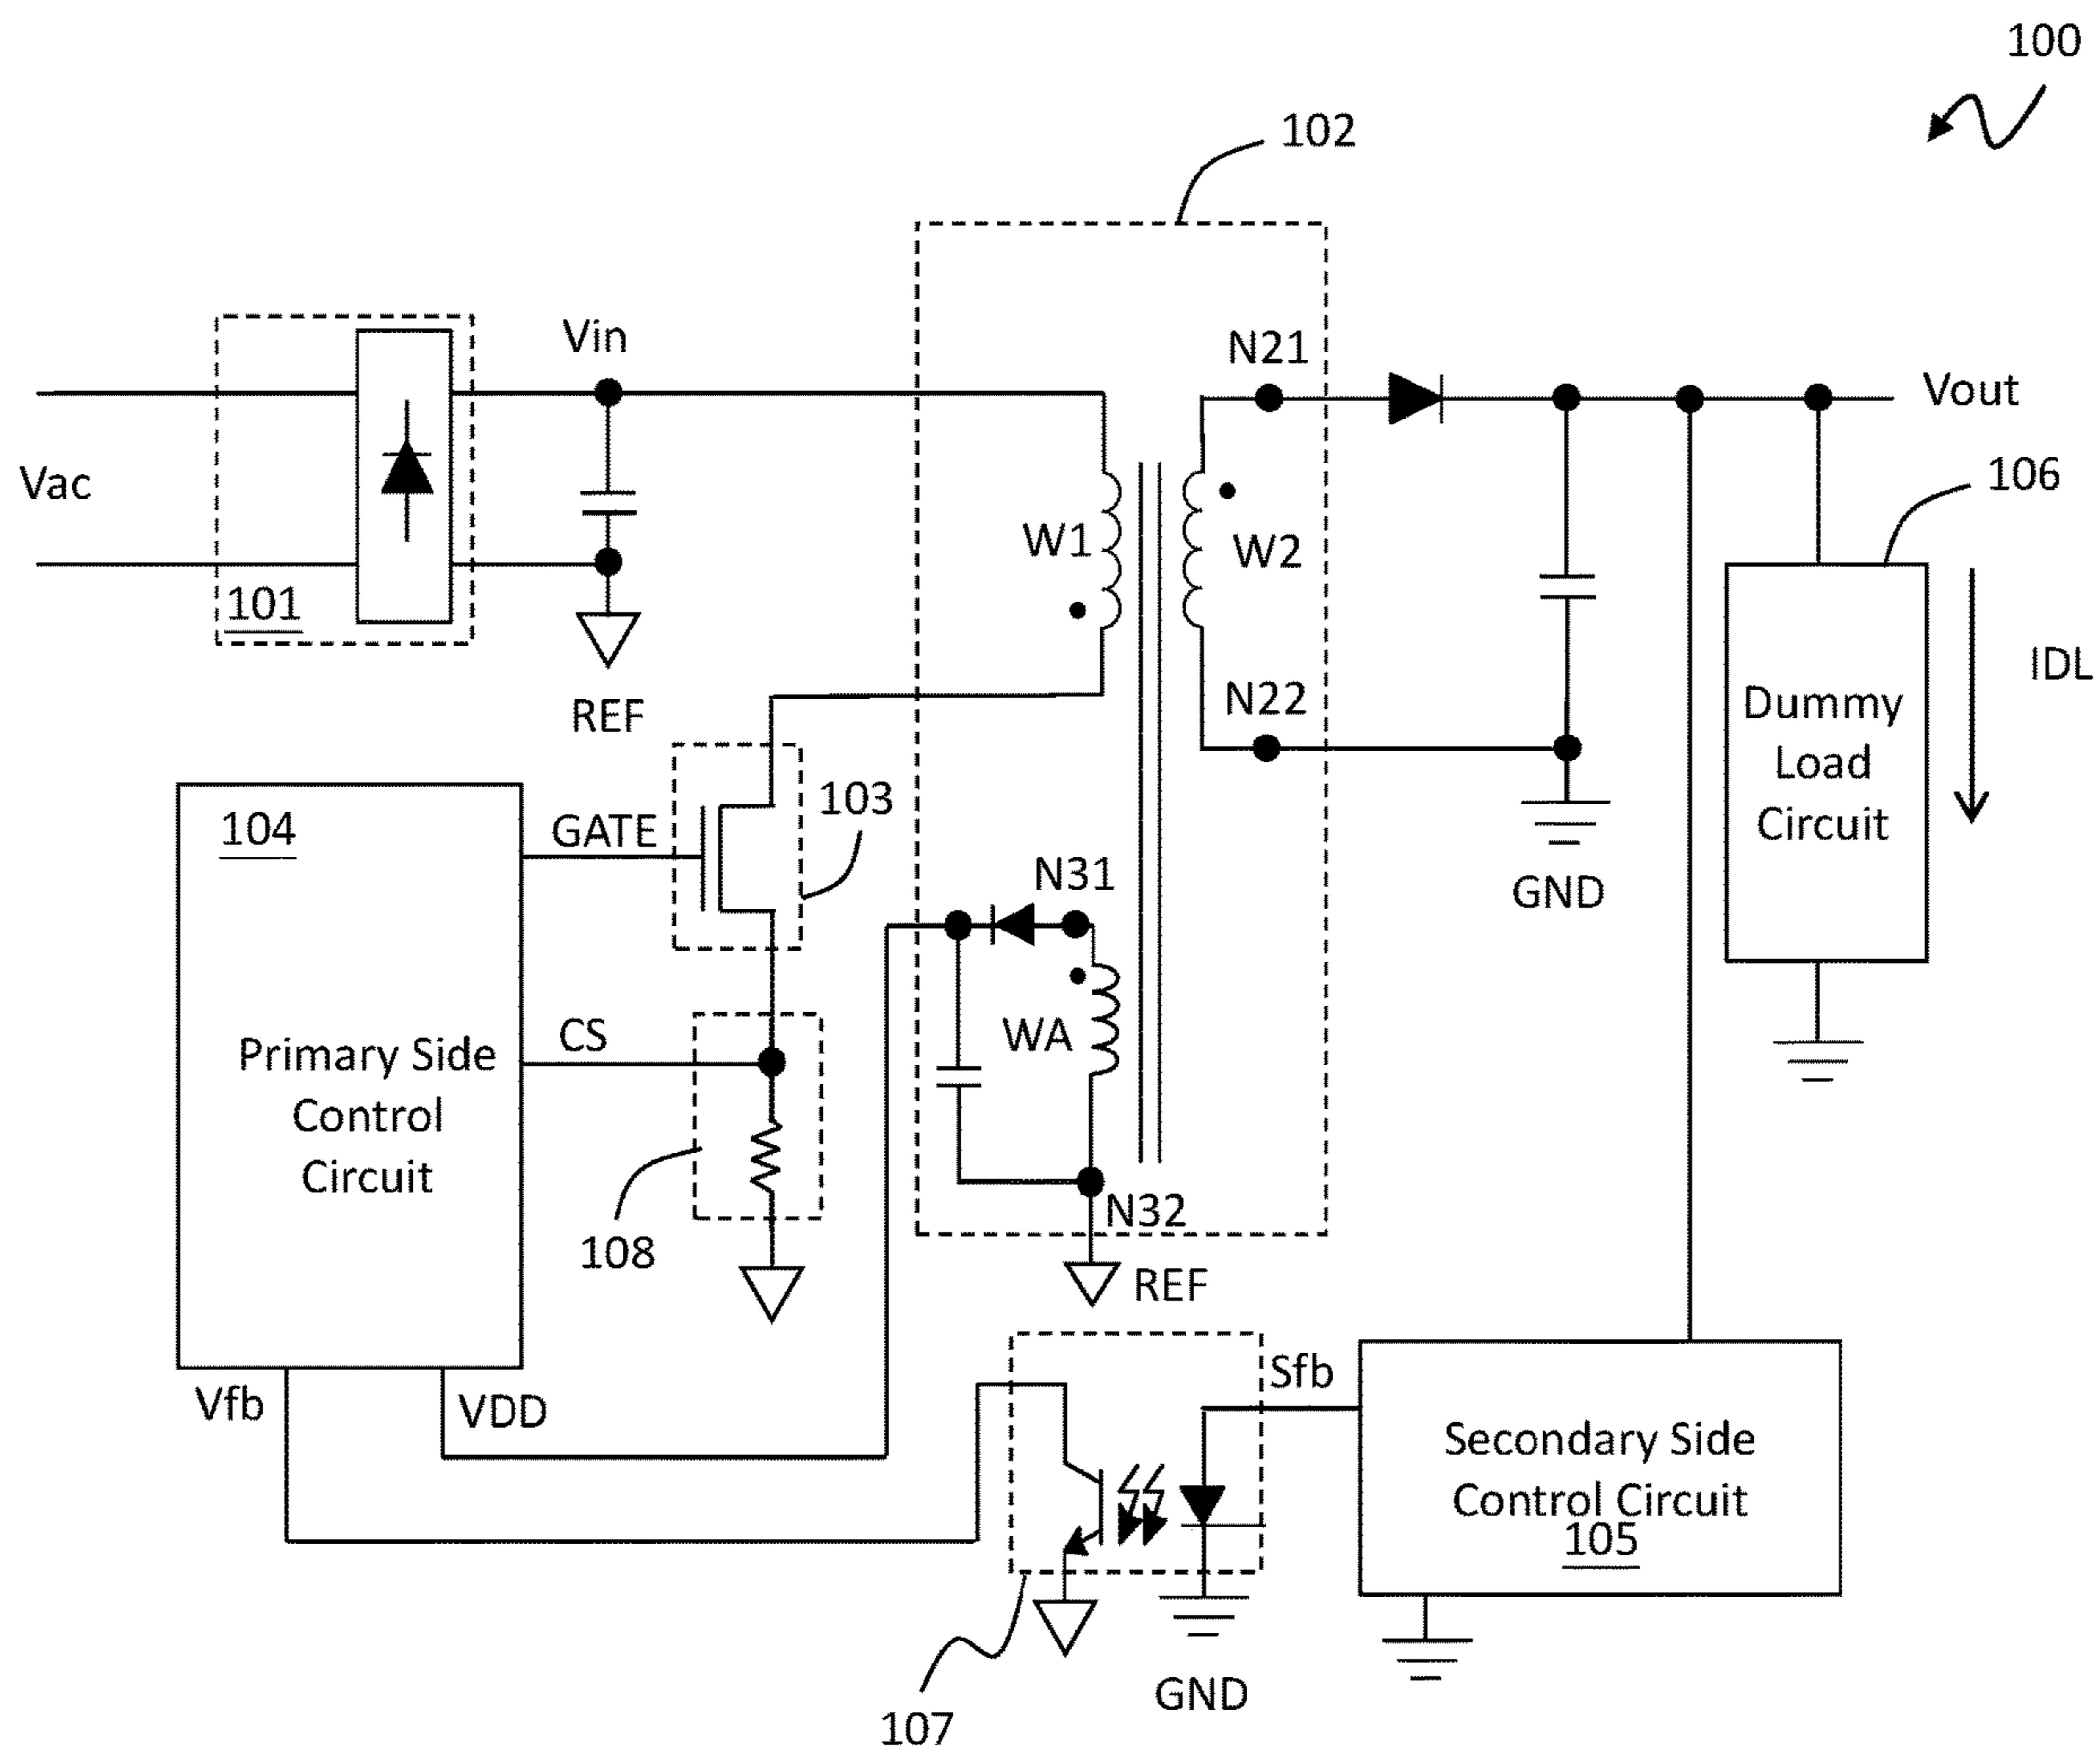 100
102
Vin
N21
Vout
Vac
106
W1
W2
101
IDL
REF
N22
Dummy
Load
Circuit
103
104
GATE
N31
GND
CS
WA
Primary Side
Control
Circuit
108
N32
REF
Sfb
Vfb
VDD
Secondary Side
Control Circuit
105
GND
107